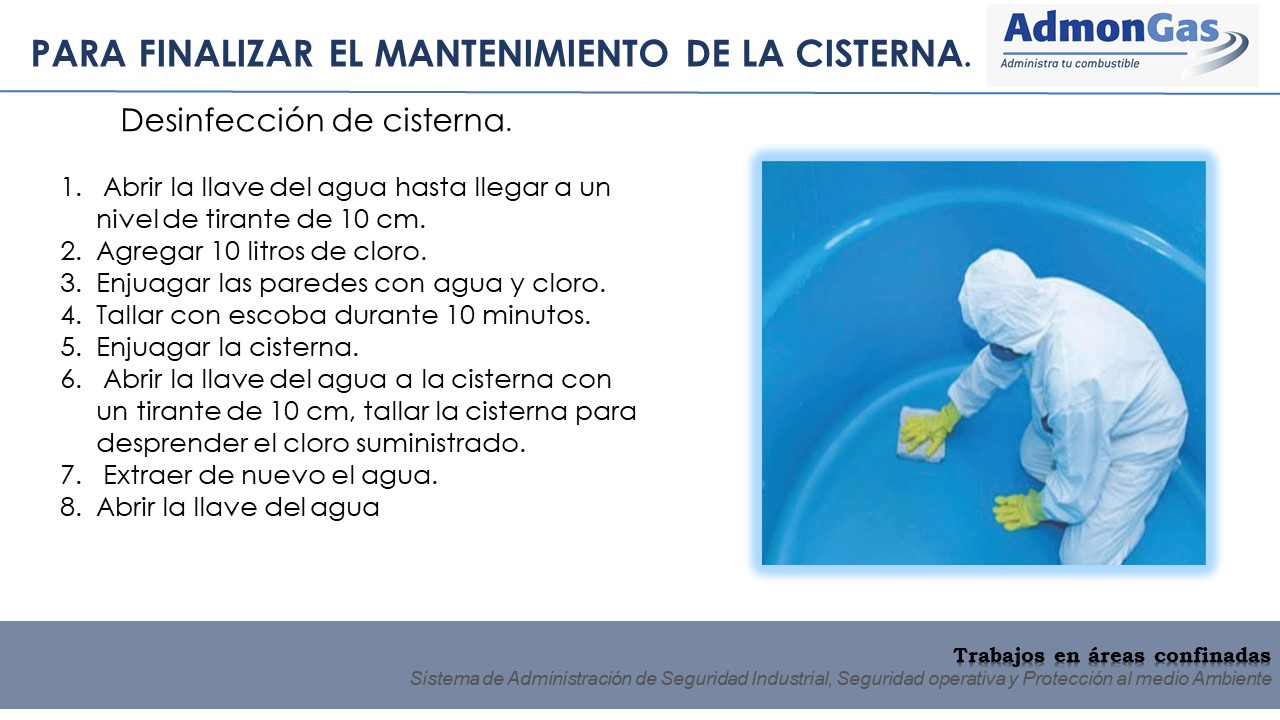 PARA FINALIZAR EL MANTENIMIENTO DE LA CISTERNA.
AdmonGas
Administra tu combustible
Desinfección de cisterna.
1. Abrir la llave del agua hasta llegar a un
nivel de tirante de 10 cm.
2. Agregar 10 litros de cloro.
3. Enjuagar las paredes con agua y cloro.
4. Tallar con escoba durante 10 minutos.
5. Enjuagar la cisterna.
6. Abrir la llave del agua a la cisterna con
un tirante de 10 cm, tallar la cisterna para
desprender el cloro suministrado.
7. Extraer de nuevo el agua.
8. Abrir la llave del agua
Trabajos en áreas confinadas
Sistema de Administración de Seguridad Industrial, Seguridad operativa y Protección al medio Ambiente